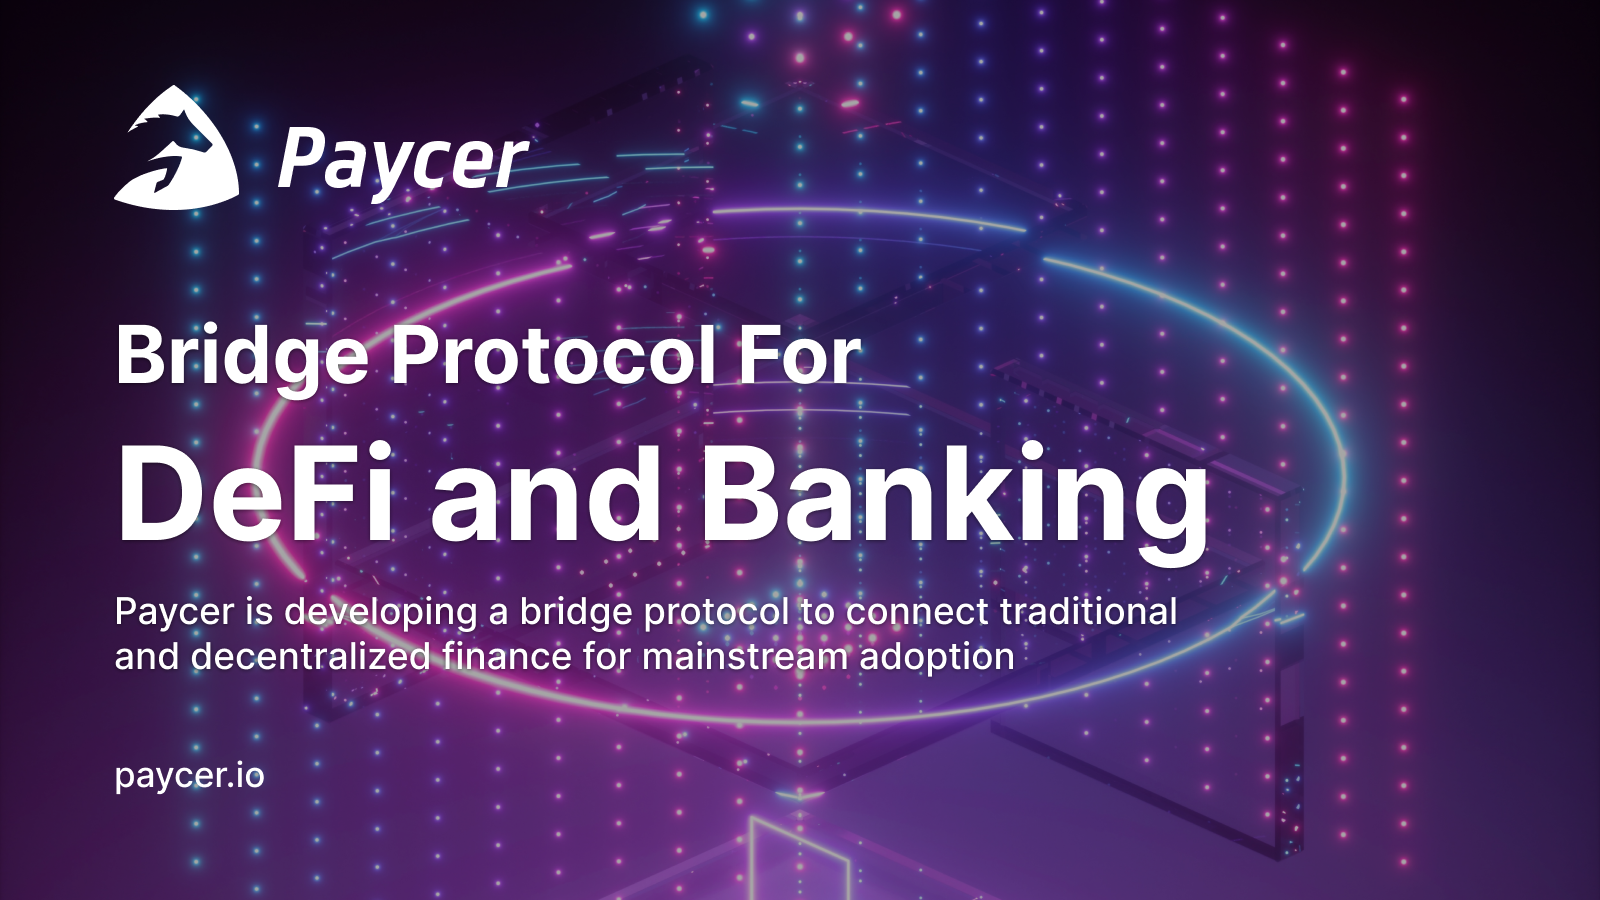 Paycer
Bridge Protocol For
DeFi and Banking
Paycer is developing a bridge protocol to connect traditional
and decentralized finance for mainstream adoption
paycer.io